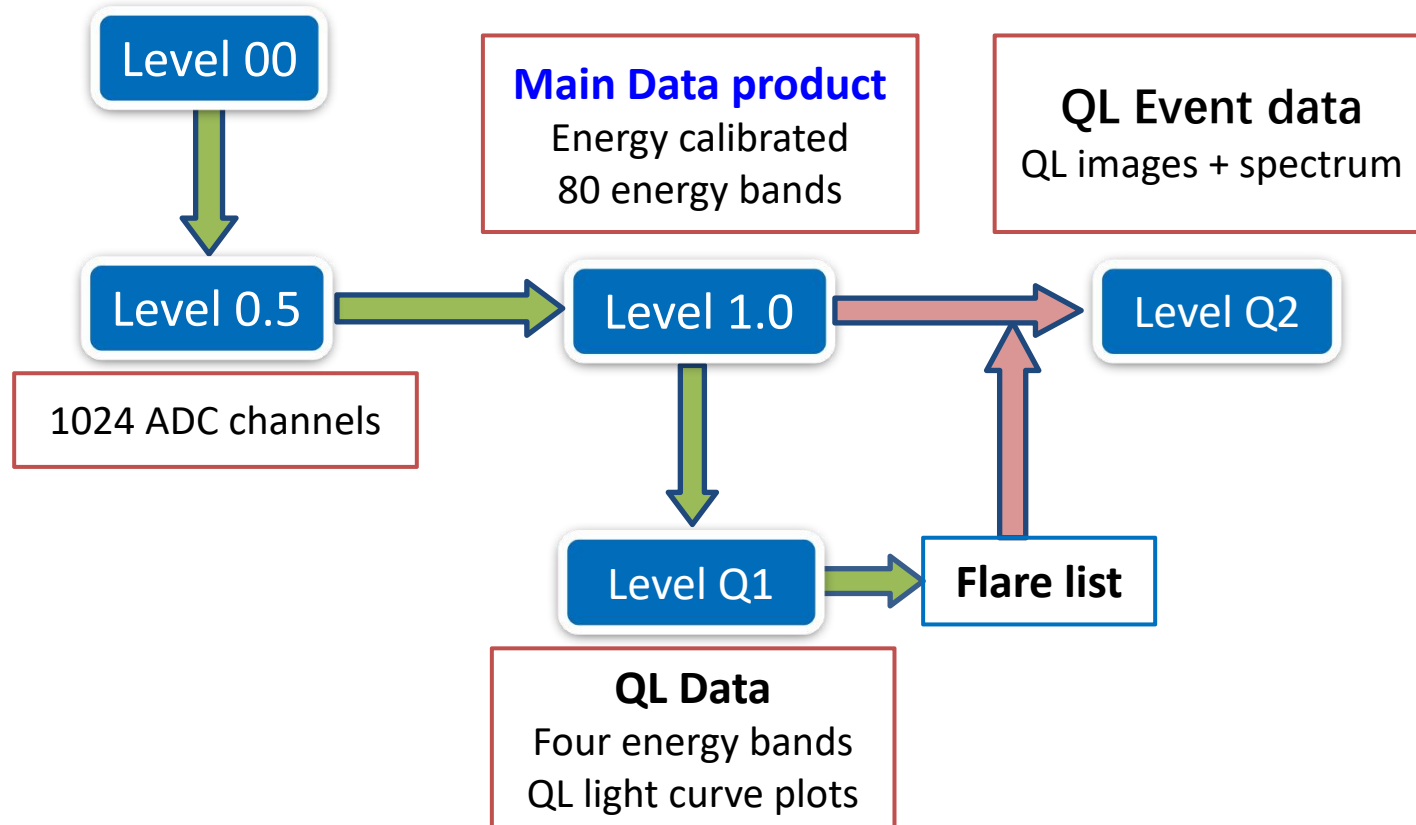 Level 00
Main Data product
Energy calibrated
80 energy bands
QL Event data
QL images + spectrum
Level 0.5
Level 1.0
Level Q2
1024 ADC channels
Level Q1
Flare list
QL Data
Four energy bands
QL light curve plots